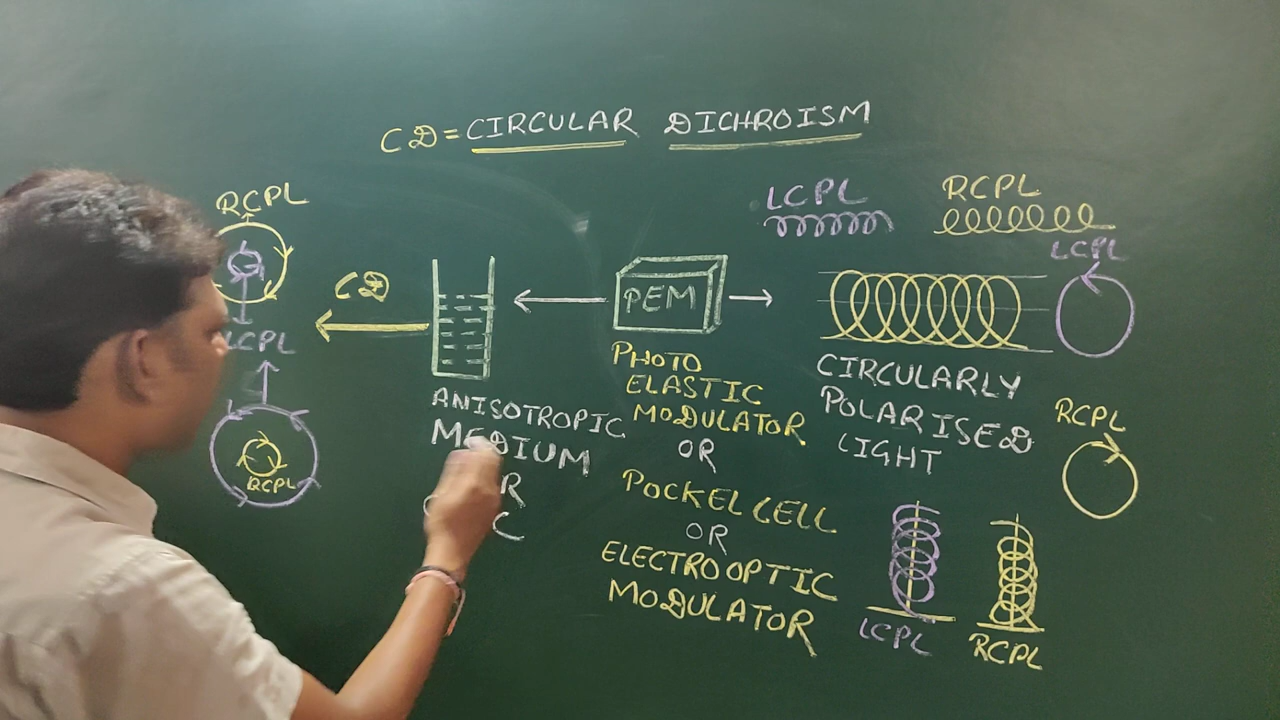 CD = CIRCULAR DICHROISM
RCPL
LCPL
RCPL
CD
ANISOTROPIC
MEDIUM
PEM
PHOTO
ELASTIC
MODULATOR
OR
POCKEL CELL
OR
ELECTROOPTIC
MODULATOR
LCPL
RCPL
LCPL
CIRCULARLY
POLARISED
LIGHT
RCPL
LCPL
RCPL